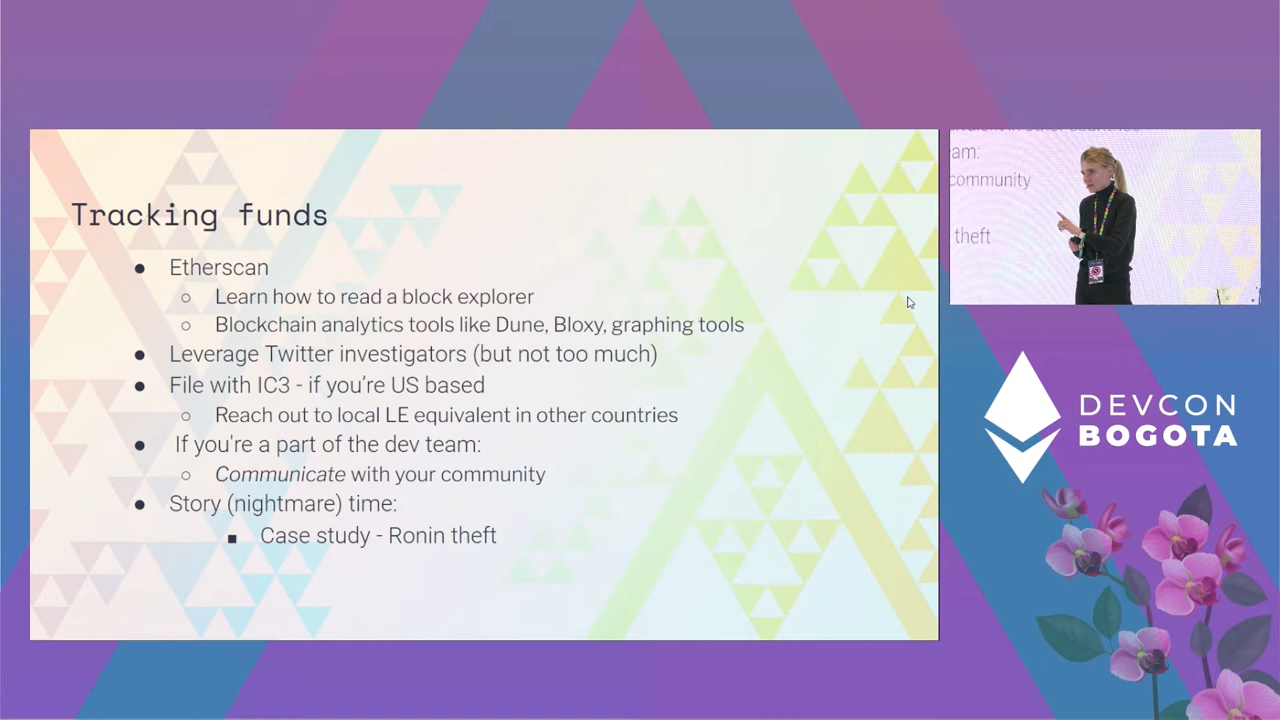 Tracking funds
● Etherscan
○ Learn how to read a block explorer
○ Blockchain analytics tools like Dune, Bloxy, graphing tools
● Leverage Twitter investigators (but not too much)
● File with IC3 - if you’re US based
○ Reach out to local LE equivalent in other countries
● If you're a part of the dev team:
○ Communicate with your community
● Story (nightmare) time:
■ Case study - Ronin theft
am:
community
theft
DEVCON
BOGOTA